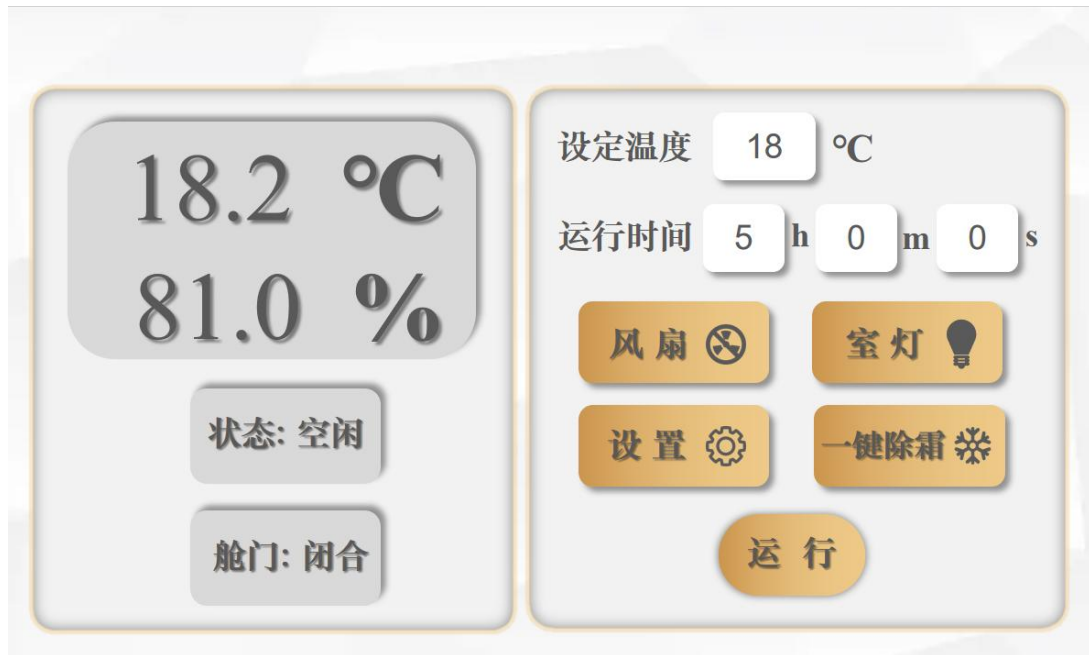 18.2 ℃
81.0 %
状态: 空闲
舱门: 闭合
设定温度 18 ℃
运行时间 5 h 0 m 0 s
风扇
室灯
设置
一键除霜
运行